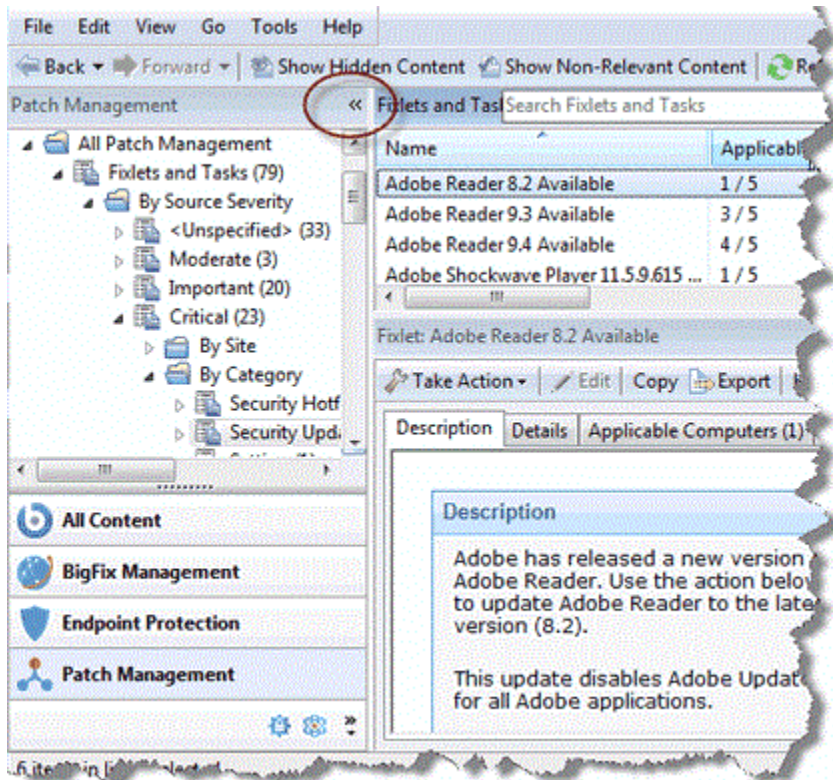 File Edit View Go Tools Help
Back Forward Show Hidden Content Show Non-Relevant Content Re
Patch Management «
All Patch Management
Fixlets and Tasks (79)
By Source Severity
<Unspecified> (33)
Moderate (3)
Important (20)
Critical (23)
By Site
By Category
Security Hotf
Security Upd
All Content
BigFix Management
Endpoint Protection
Patch Management
Fixlets and Tas Search Fixlets and Tasks
Name Applicabl
Adobe Reader 8.2 Available 1 / 5
Adobe Reader 9.3 Available 3 / 5
Adobe Reader 9.4 Available 4 / 5
Adobe Shockwave Player 11.5.9.615 ... 1 / 5
Fixlet: Adobe Reader 8.2 Available
Take Action Edit Copy Export
Description Details Applicable Computers (1)
Description
Adobe has released a new version
Adobe Reader. Use the action below
to update Adobe Reader to the late
version (8.2).
This update disables Adobe Updat
for all Adobe applications.